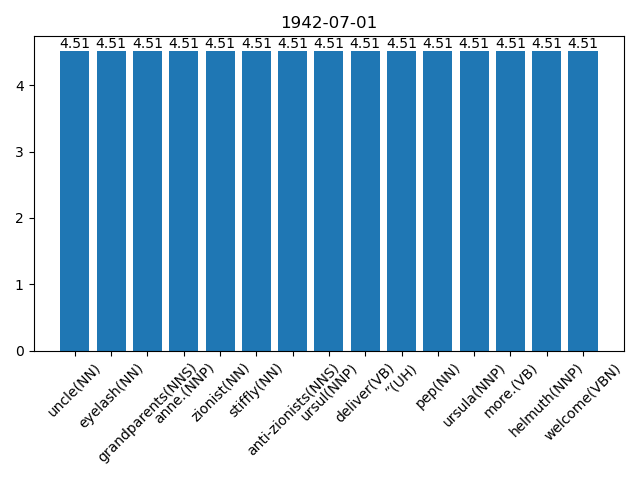 1942-07-01
4.51 4.51 4.51 4.51 4.51 4.51 4.51 4.51 4.51 4.51 4.51 4.51 4.51 4.51 4.51
4
3
2
1
0
uncle(NN)
eyelash(NN)
grandparents(NNS)
anne.(NNP)
zionist(NN)
stiffly(NN)
anti-zionists(NNS)
ursul(NNP)
deliver(VB)
”(UH)
pep(NN)
ursula(NNP)
more.(VB)
helmuth(NNP)
welcome(VBN)